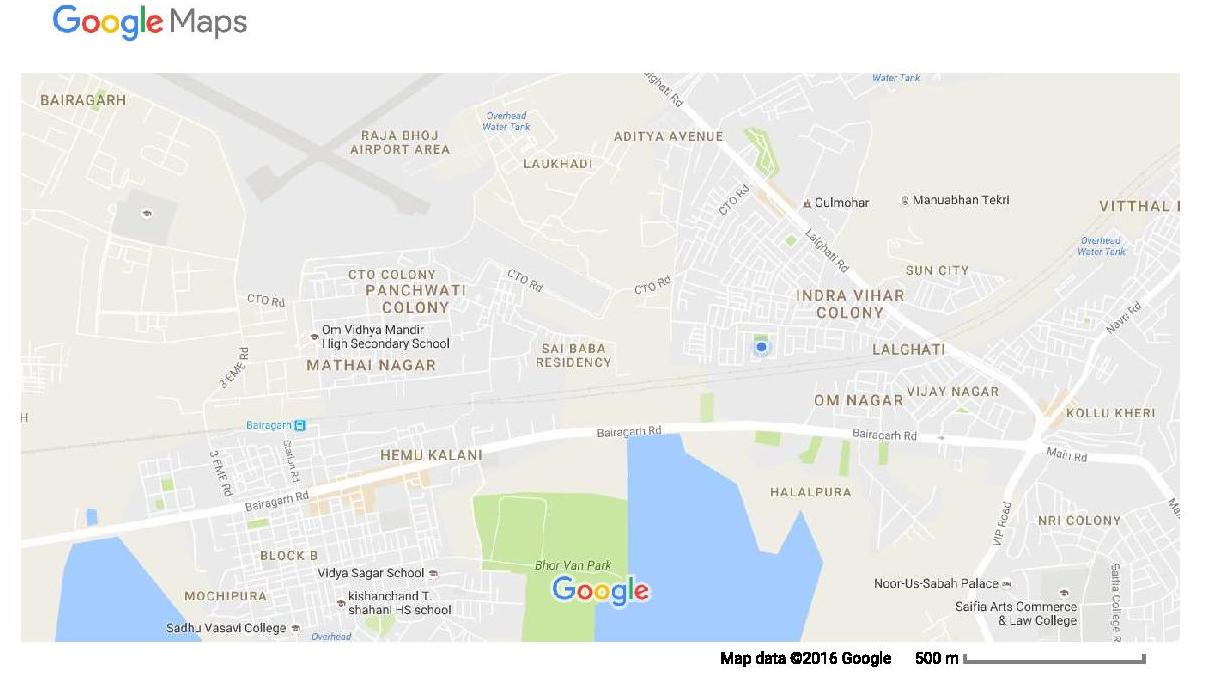 Google Maps
Water Tank
Lalghati Rd
BAIRAGARH
Overhead
Water Tank
RAJA BHOJ
AIRPORT AREA
ADITYA AVENUE
LAUKHADI
CTO Rd
Gulmohar
Manuabhan Tekri
VITTHAL
Lalghati Rd
Overhead
Water Tank
CTO COLONY
PANCHWATI
COLONY
CTO Rd
CTO Rd
SUN CITY
CTO Rd
INDRA VIHAR
COLONY
Navri Rd
Om Vidhya Mandir
High Secondary School
SAI BABA
RESIDENCY
LALGHATI
MATHAI NAGAR
3 EME Rd
VIJAY NAGAR
OM NAGAR
KOLLU KHERI
H
Bairagarh
Bairagarh Rd
Bairagarh Rd
Station Rd
HEMU KALANI
Main Rd
3 EME Rd
HALALPURA
Bairagarh Rd
VIP Road
NRI COLONY
BLOCK B
Vidya Sagar School
Bhor Van Park
Google
Noor-Us-Sabah Palace
MOCHIPURA
kishanchand T.
shahani HS school
Saifia Arts Commerce
& Law College
Saifia College R
Sadhu Vasavi College
Overhead
Map data ©2016 Google
500 m